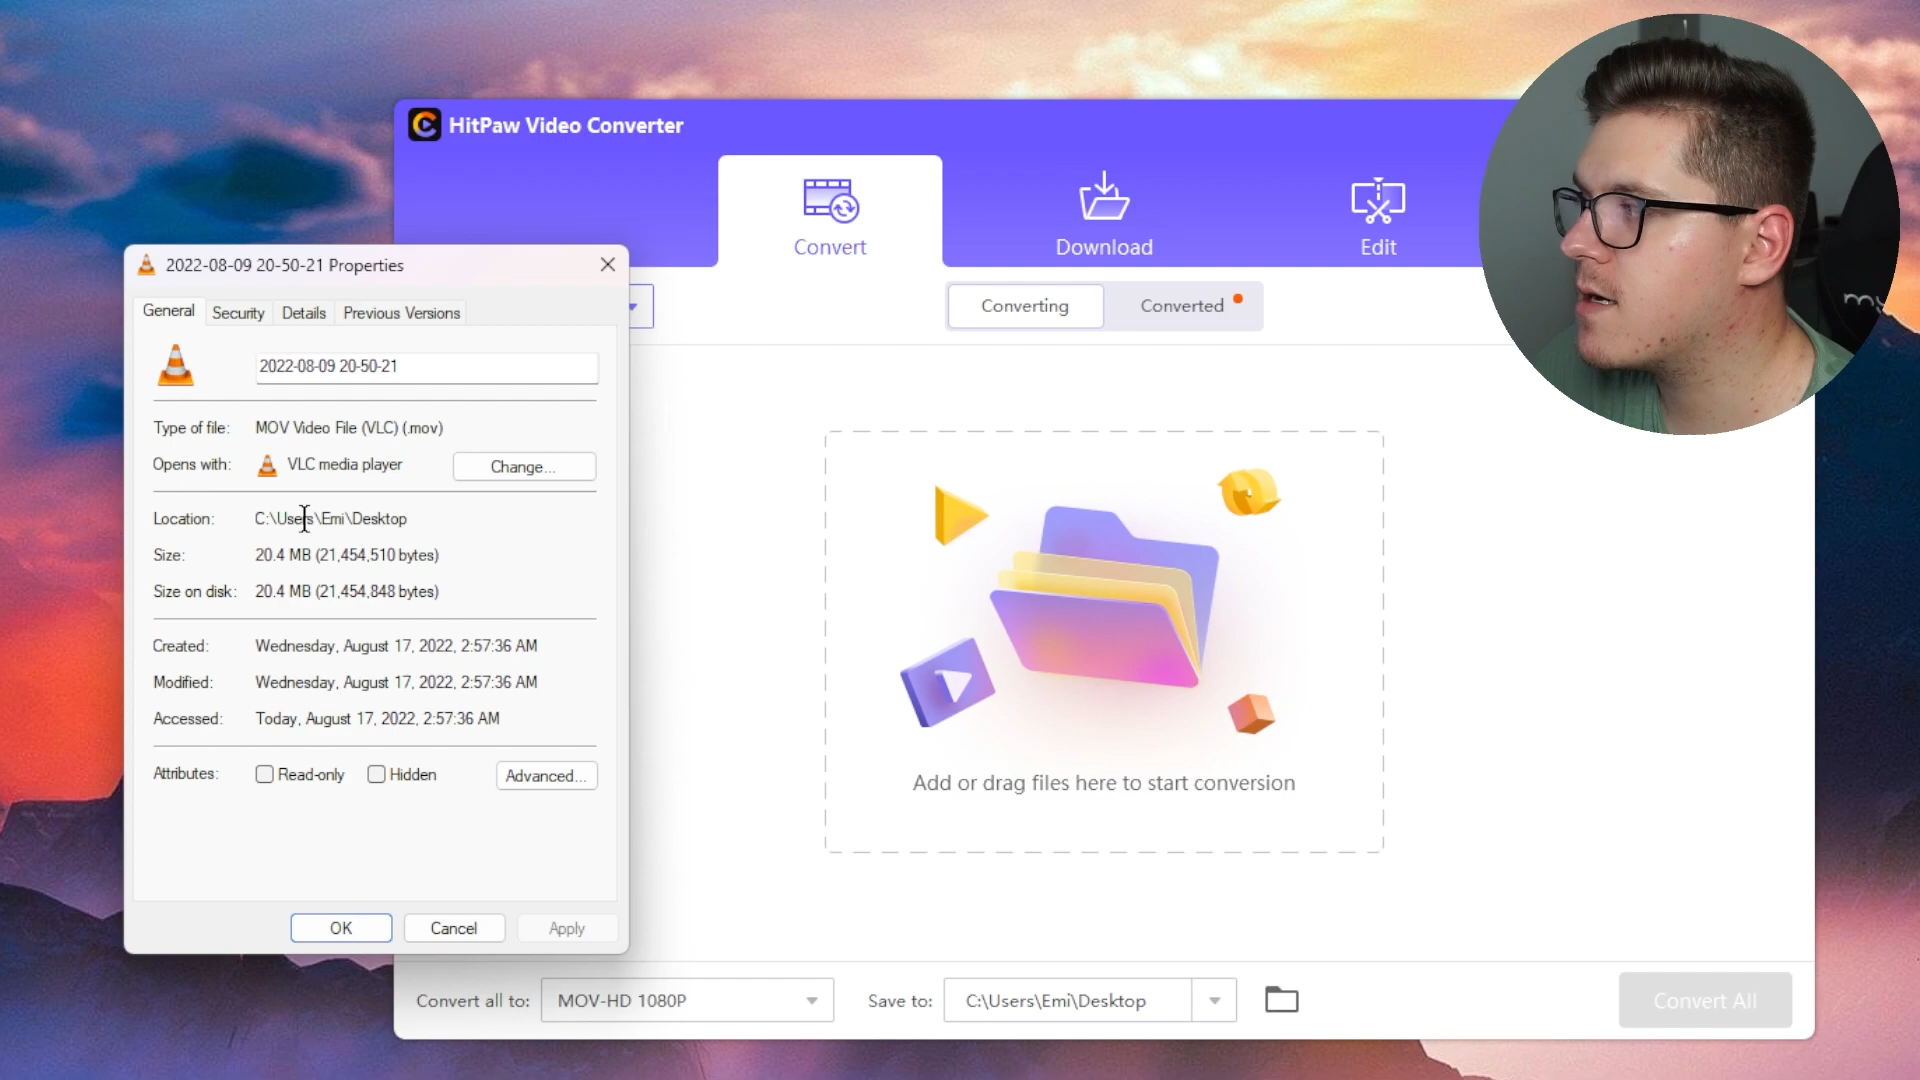 HitPaw Video Converter
Convert
Download
Edit
2022-08-09 20-50-21 Properties
General
Security
Details
Previous Versions
Converting
Converted
2022-08-09 20-50-21
Type of file: MOV Video File (VLC) (.mov)
Opens with: VLC media player
Change...
Location: C:\Users\Emi\Desktop
Size: 20.4 MB (21,454,510 bytes)
Size on disk: 20.4 MB (21,454,848 bytes)
Created: Wednesday, August 17, 2022, 2:57:36 AM
Modified: Wednesday, August 17, 2022, 2:57:36 AM
Accessed: Today, August 17, 2022, 2:57:36 AM
Attributes: Read-only Hidden
Advanced...
Add or drag files here to start conversion
OK
Cancel
Apply
Convert all to: MOV-HD 1080P
Save to: C:\Users\Emi\Desktop
Convert All